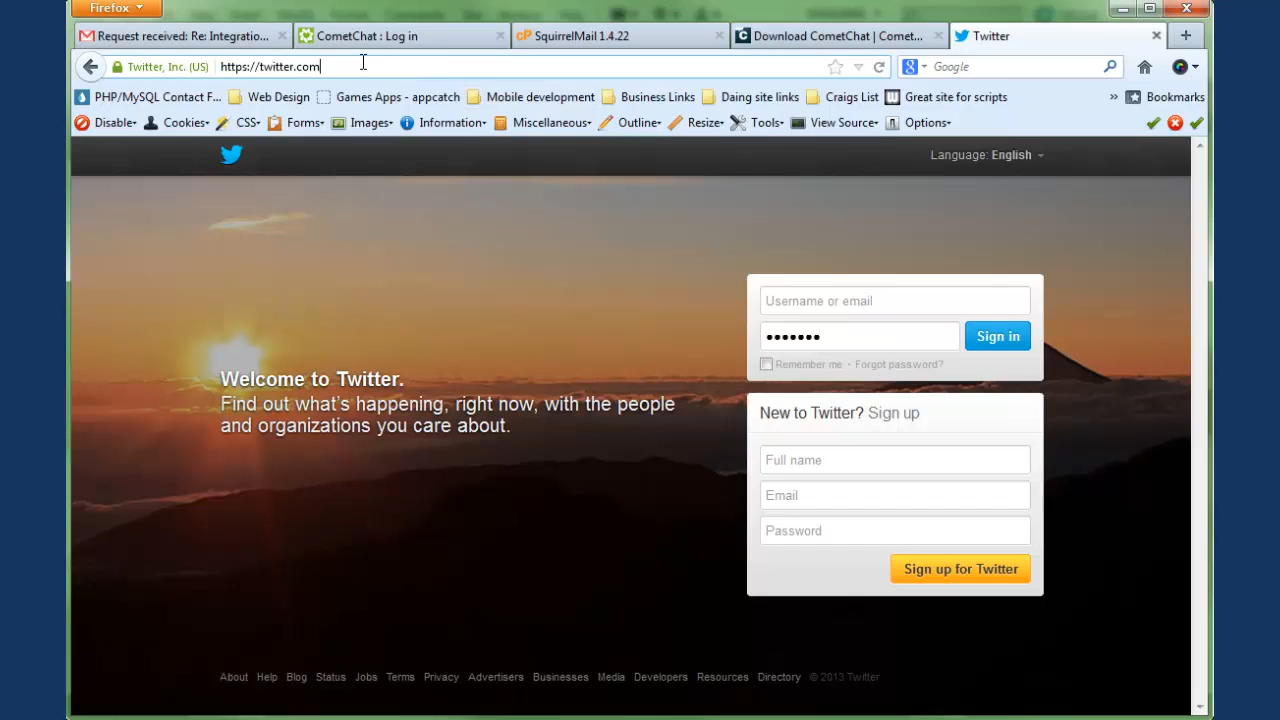 Firefox
Request received: Re: Integratio...
CometChat : Log in
cP SquirrelMail 1.4.22
Download CometChat | Comet...
Twitter
Twitter, Inc. (US)
https://twitter.com
Google
PHP/MySQL Contact F...
Web Design
Games Apps - appcatch
Mobile development
Business Links
Daing site links
Craigs List
Great site for scripts
»
Bookmarks
Disable
Cookies
CSS
Forms
Images
Information
Miscellaneous
Outline
Resize
Tools
View Source
Options
Language: English
Username or email
•••••••
Sign in
Remember me · Forgot password?
Welcome to Twitter.
Find out what's happening, right now, with the people
and organizations you care about.
New to Twitter? Sign up
Full name
Email
Password
Sign up for Twitter
About Help Blog Status Jobs Terms Privacy Advertisers Businesses Media Developers Resources Directory © 2013 Twitter